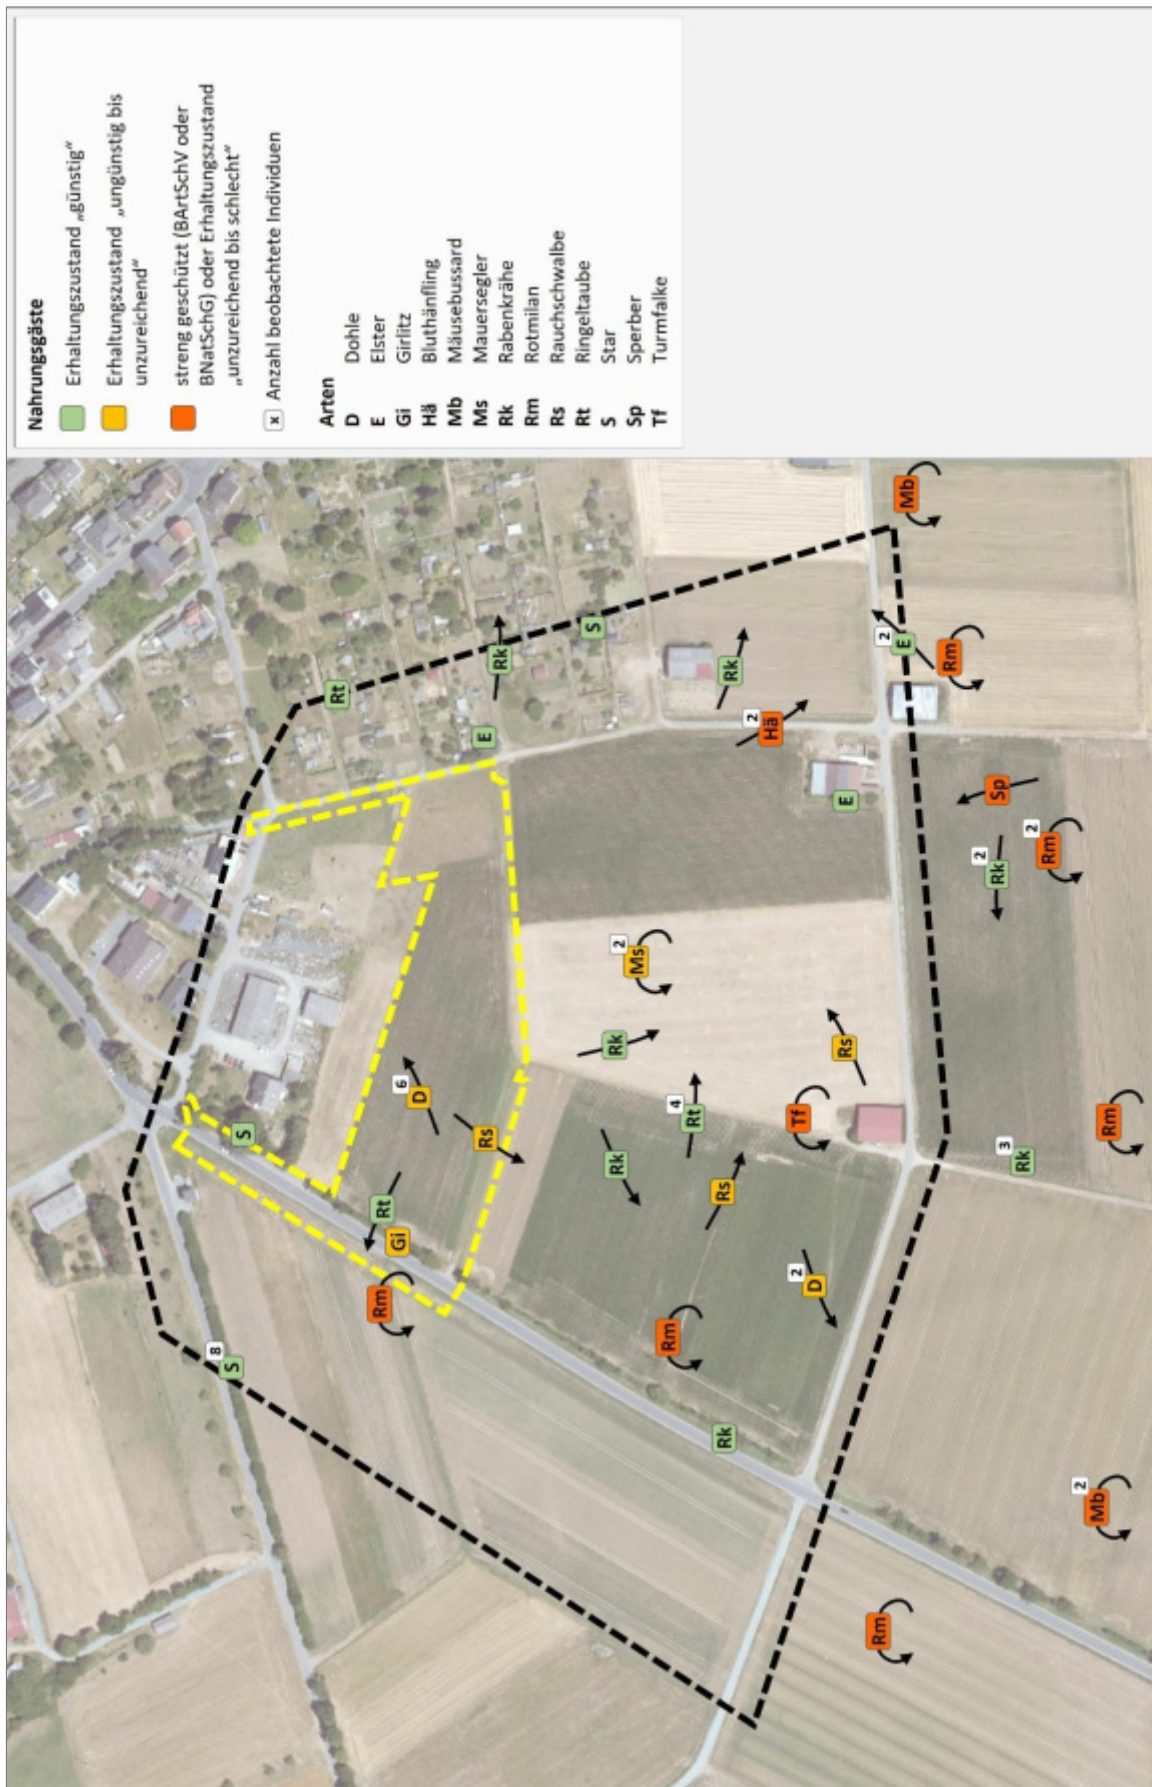 Nahrungsgäste
Erhaltungszustand „günstig“
Erhaltungszustand „ungünstig bis
unzureichend“
streng geschützt (BArtSchV oder
BNatSchG) oder Erhaltungszustand
„unzureichend bis schlecht“
x Anzahl beobachtete Individuen
Arten
D Dohle
E Elster
Gi Girlitz
Hä Bluthänfling
Mb Mäusebussard
Ms Mauersegler
Rk Rabenkrähe
Rm Rotmilan
Rs Rauchschwalbe
Rt Ringeltaube
S Star
Sp Sperber
Tf Turmfalke
8
S
S
Rt
Rm
Rt
Gi
6
D
E
Rs
Rk
S
Rk
Rk
2
Ms
Rm
4
Rt
Rs
Rk
Rk
2
Hä
Tf
2
D
Rs
E
Rm
2
E
Mb
Rm
2
Rk
Sp
3
Rk
2
Rm
2
Mb
Rm